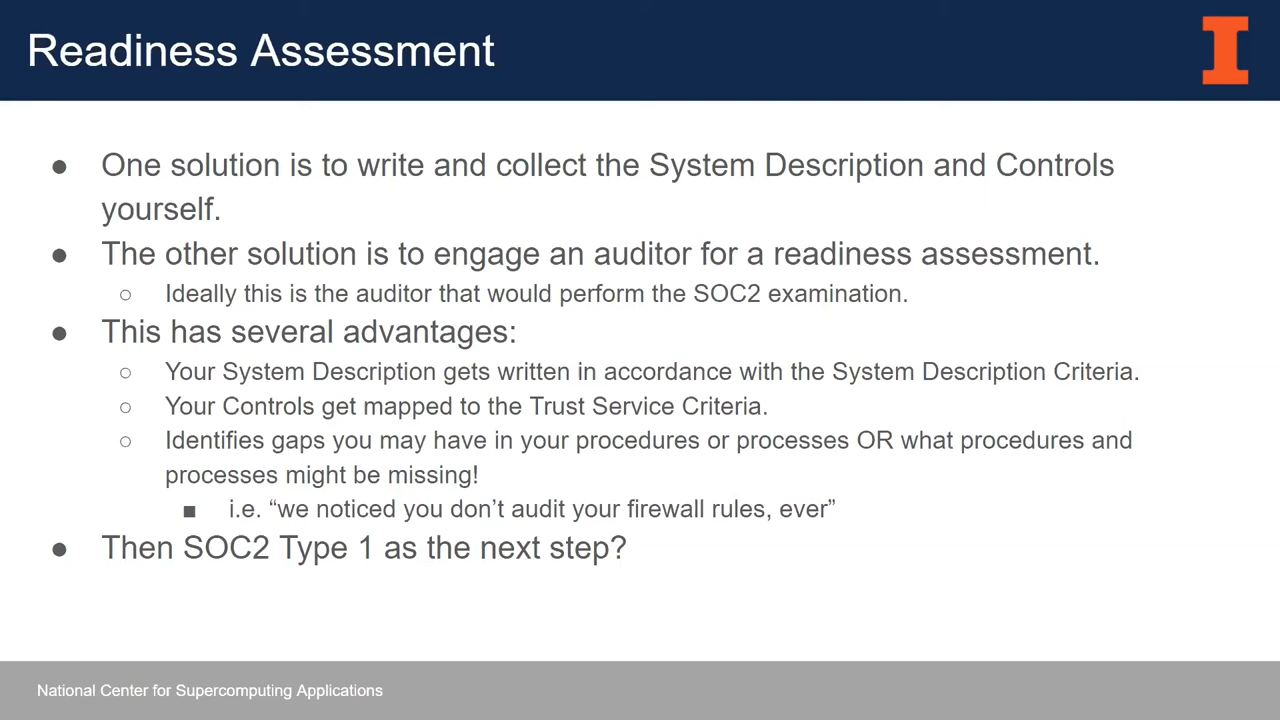 Readiness Assessment
● One solution is to write and collect the System Description and Controls
yourself.
● The other solution is to engage an auditor for a readiness assessment.
○ Ideally this is the auditor that would perform the SOC2 examination.
● This has several advantages:
○ Your System Description gets written in accordance with the System Description Criteria.
○ Your Controls get mapped to the Trust Service Criteria.
○ Identifies gaps you may have in your procedures or processes OR what procedures and
processes might be missing!
■ i.e. “we noticed you don’t audit your firewall rules, ever”
● Then SOC2 Type 1 as the next step?
National Center for Supercomputing Applications